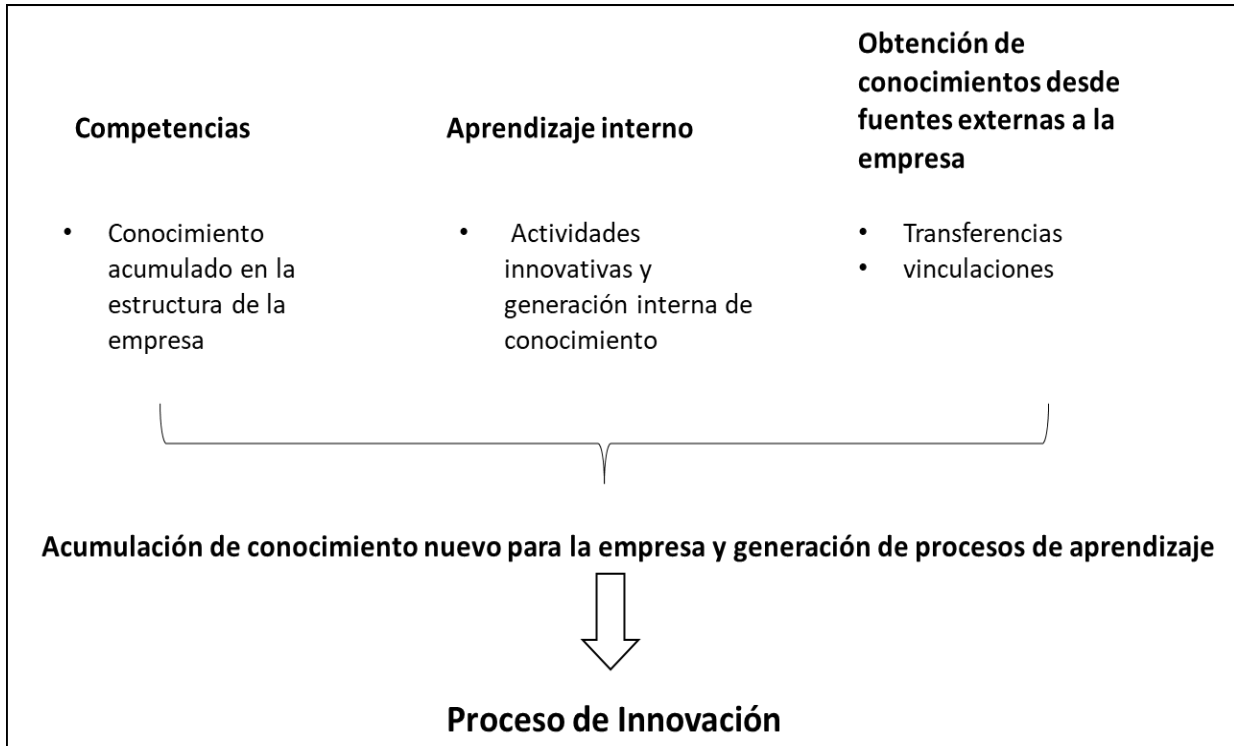 Competencias
Aprendizaje interno
Obtención de
conocimientos desde
fuentes externas a la
empresa
• Conocimiento
acumulado en la
estructura de la
empresa
• Actividades
innovativas y
generación interna de
conocimiento
• Transferencias
• vinculaciones
Acumulación de conocimiento nuevo para la empresa y generación de procesos de aprendizaje
Proceso de Innovación